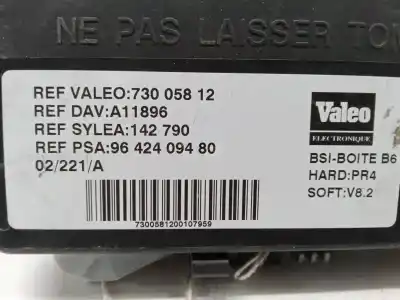 NE PAS LAISSER TOM
REF VALEO:730 058 12
REF DAV:A11896
REF SYLEA:142 790
REF PSA:96 424 094 80
02/221/A
7300581200107959
Valeo
ELECTRONIQUE
BSI-BOITE B6
HARD:PR4
SOFT:V8.2